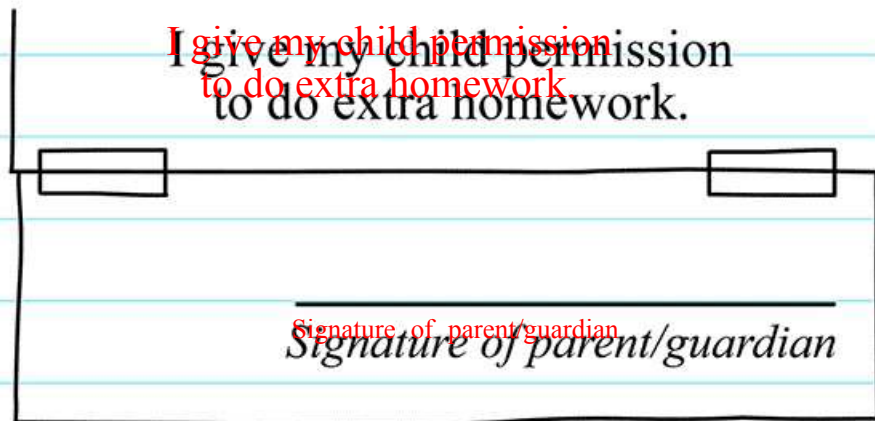 I give my child permission
to do extra homework.
Signature of parent/guardian